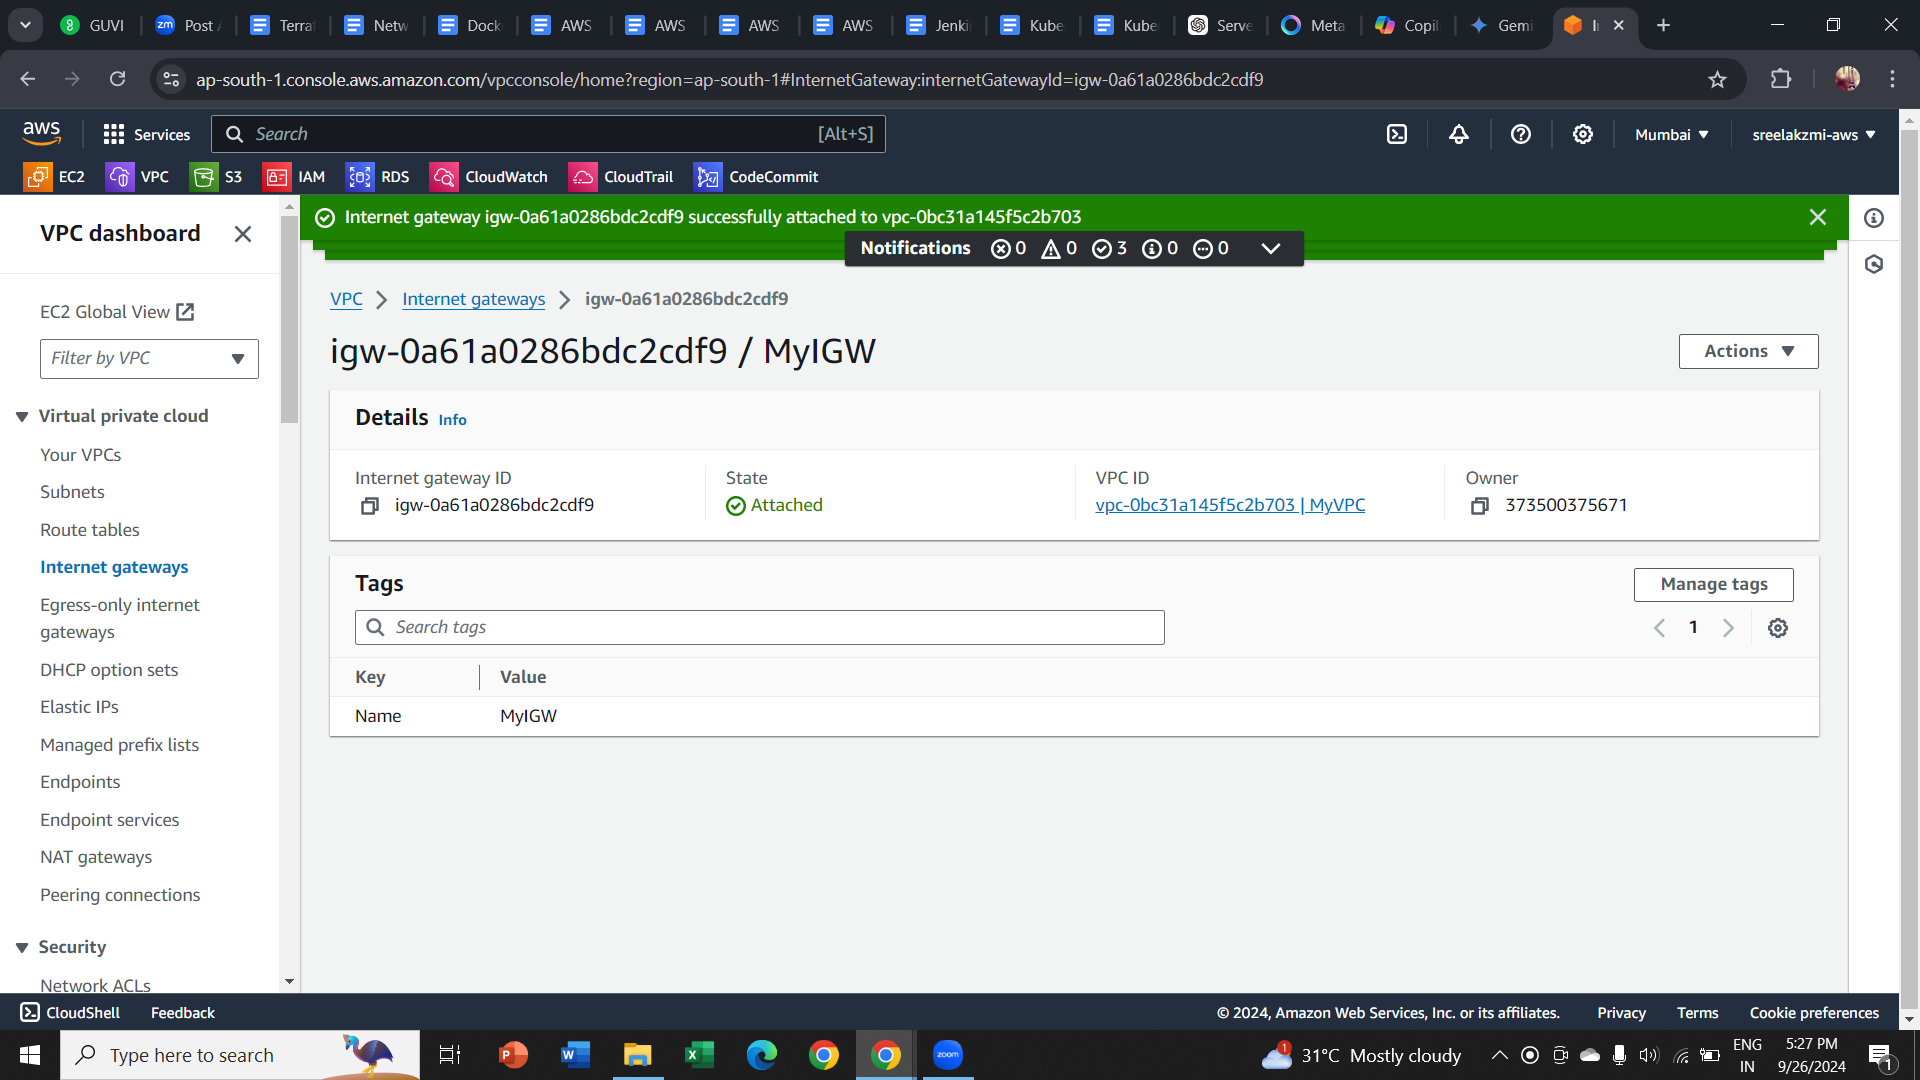 GUVI
Post
Terra
Netw
Dock
AWS
AWS
AWS
AWS
Jenki
Kube
Kube
Serve
Meta
Copil
Gemi
ap-south-1.console.aws.amazon.com/vpcconsole/home?region=ap-south-1#InternetGateway:internetGatewayId=igw-0a61a0286bdc2cdf9
aws
Services
Search
[Alt+S]
Mumbai
sreelakzmi-aws
EC2
VPC
S3
IAM
RDS
CloudWatch
CloudTrail
CodeCommit
VPC dashboard
EC2 Global View
Filter by VPC
Virtual private cloud
Your VPCs
Subnets
Route tables
Internet gateways
Egress-only internet
gateways
DHCP option sets
Elastic IPs
Managed prefix lists
Endpoints
Endpoint services
NAT gateways
Peering connections
Security
Network ACLs
Internet gateway igw-0a61a0286bdc2cdf9 successfully attached to vpc-0bc31a145f5c2b703
Notifications 0 0 3 0 0
VPC > Internet gateways > igw-0a61a0286bdc2cdf9
igw-0a61a0286bdc2cdf9 / MyIGW
Actions
Details Info
Internet gateway ID
igw-0a61a0286bdc2cdf9
State
Attached
VPC ID
vpc-0bc31a145f5c2b703 | MyVPC
Owner
373500375671
Tags
Manage tags
Search tags
1
Key Value
Name MyIGW
CloudShell
Feedback
© 2024, Amazon Web Services, Inc. or its affiliates.
Privacy
Terms
Cookie preferences
Type here to search
zoom
1
31°C Mostly cloudy
ENG
IN
5:27 PM
9/26/2024
1